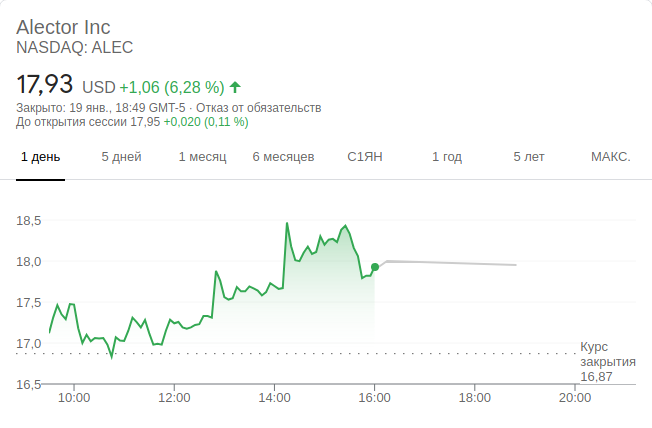 Alector Inc
NASDAQ: ALEC
17,93 USD +1,06 (6,28 %)
Закрыто: 19 янв., 18:49 GMT-5 · Отказ от обязательств
До открытия сессии 17,95 +0,020 (0,11 %)
1 день 5 дней 1 месяц 6 месяцев С1ЯН 1 год 5 лет МАКС.
18,5
18,0
17,5
17,0
Курс
закрытия
16,87
16,5
10:00 12:00 14:00 16:00 18:00 20:00